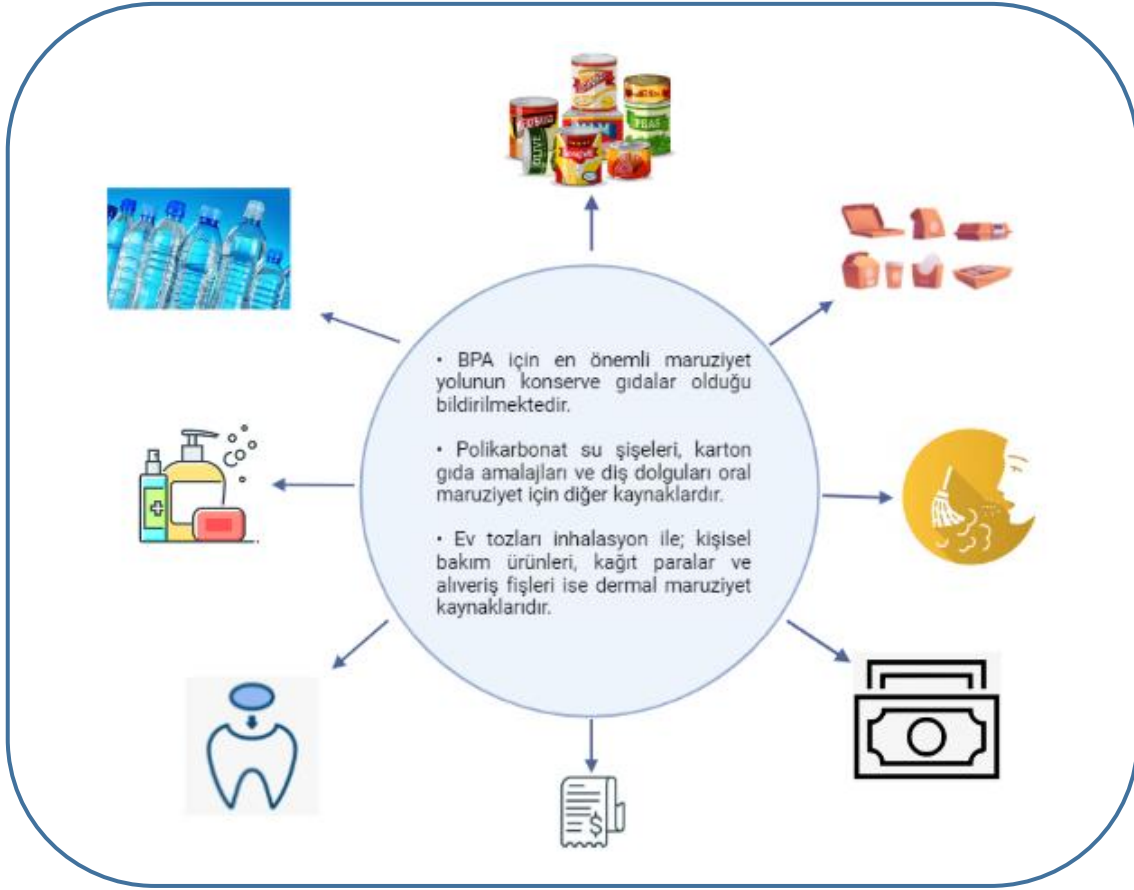 PEAS
OLIVE
• BPA için en önemli maruziyet
yolunun konserve gıdalar olduğu
bildirilmektedir.
• Polikarbonat su şişeleri, karton
gıda amalajları ve diş dolguları oral
maruziyet için diğer kaynaklardır.
• Ev tozları inhalasyon ile; kişisel
bakım ürünleri, kağıt paralar ve
alıveriş fişleri ise dermal maruziyet
kaynaklarıdır.
$